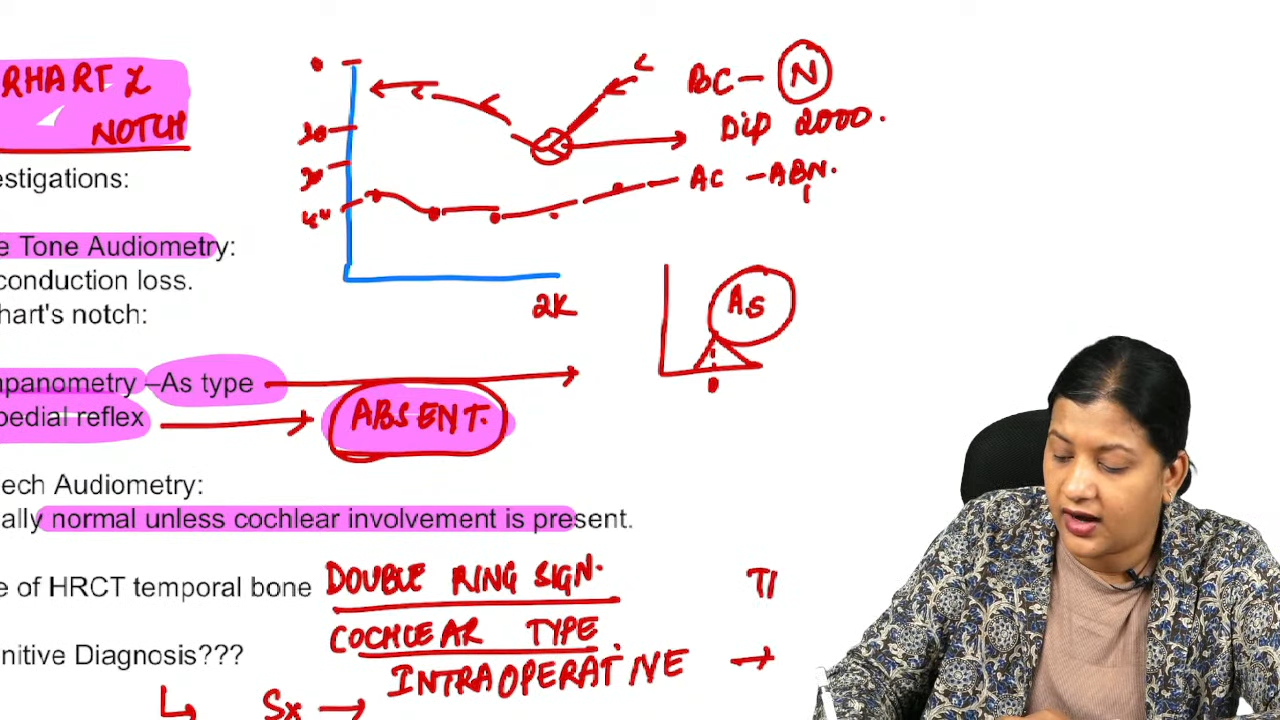 RHART Z
NOTCH
estigations:
e Tone Audiometry:
conduction loss.
hart's notch:
npanometry –As type
pedial reflex
ABSENT.
ech Audiometry:
ally normal unless cochlear involvement is present.
e of HRCT temporal bone
DOUBLE RING SIGN.
COCHLEAR TYPE.
nitive Diagnosis???
INTRAOPERATIVE
Sx
BC – N
Dip 2000.
AC – ABN.
2K
As